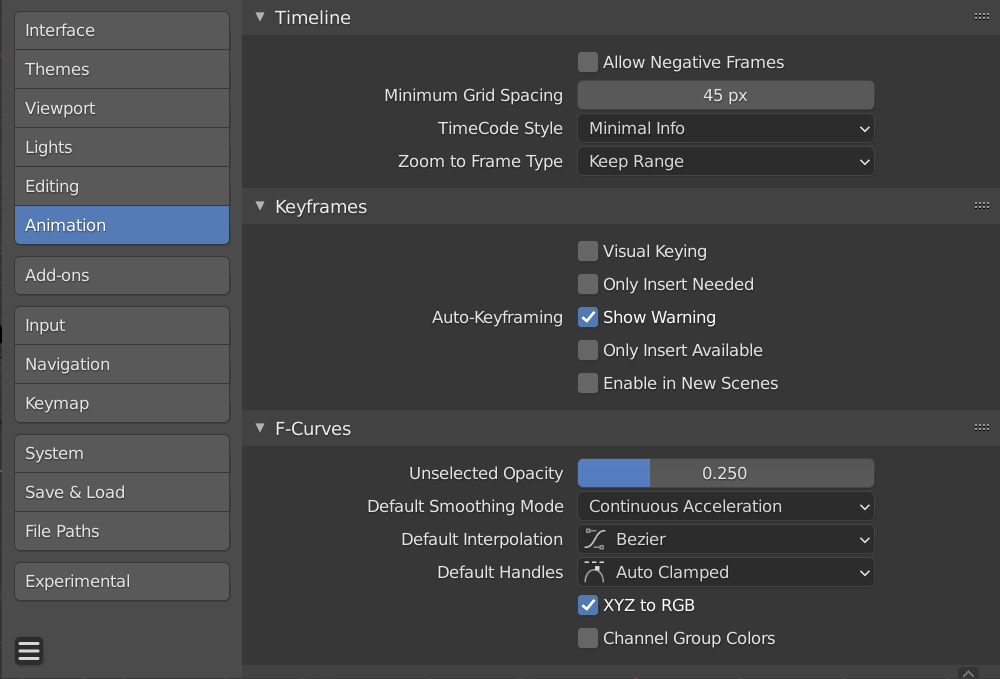 Interface
Themes
Viewport
Lights
Editing
Animation
Add-ons
Input
Navigation
Keymap
System
Save & Load
File Paths
Experimental
Timeline
Allow Negative Frames
Minimum Grid Spacing 45 px
TimeCode Style Minimal Info
Zoom to Frame Type Keep Range
Keyframes
Visual Keying
Only Insert Needed
Auto-Keyframing Show Warning
Only Insert Available
Enable in New Scenes
F-Curves
Unselected Opacity 0.250
Default Smoothing Mode Continuous Acceleration
Default Interpolation Bezier
Default Handles Auto Clamped
XYZ to RGB
Channel Group Colors